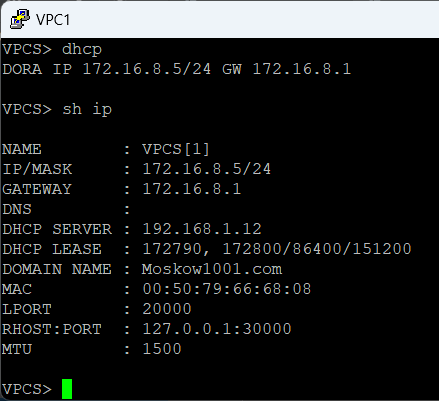 VPC1
VPCS> dhcp
DORA IP 172.16.8.5/24 GW 172.16.8.1
VPCS> sh ip
NAME        : VPCS[1]
IP/MASK     : 172.16.8.5/24
GATEWAY     : 172.16.8.1
DNS         :
DHCP SERVER : 192.168.1.12
DHCP LEASE  : 172790, 172800/86400/151200
DOMAIN NAME : Moskow1001.com
MAC         : 00:50:79:66:68:08
LPORT       : 20000
RHOST:PORT  : 127.0.0.1:30000
MTU         : 1500
VPCS>